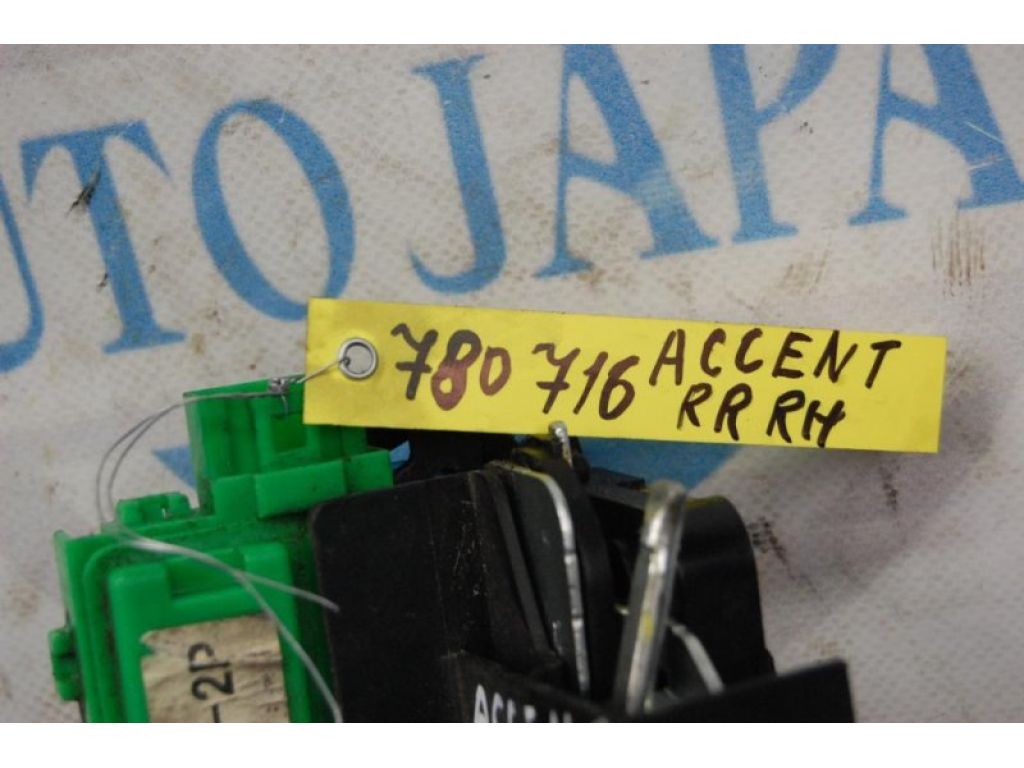 UTO JAPA
780 716 ACCENT
RR RH
-2P